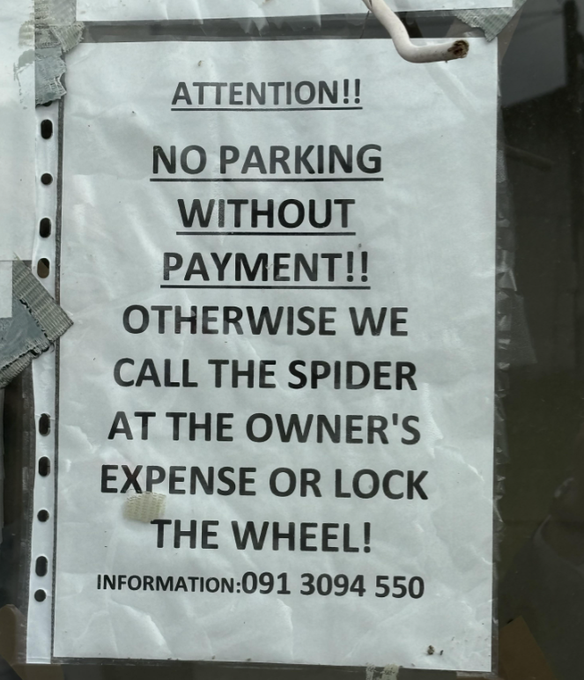 ATTENTION!!
NO PARKING
WITHOUT
PAYMENT!!
OTHERWISE WE
CALL THE SPIDER
AT THE OWNER'S
EXPENSE OR LOCK
THE WHEEL!
INFORMATION:091 3094 550